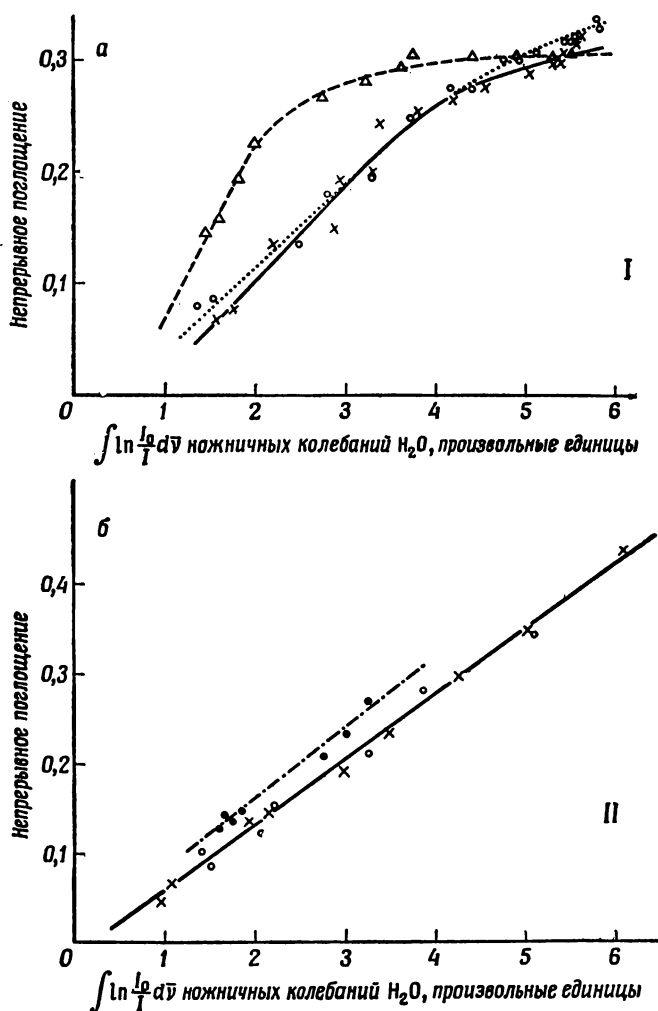 а
0,3
0,2
0,1
Непрерывное поглощение
I
0 1 2 3 4 5 6
∫ ln I₀/I dν̄ ножничных колебаний H₂O, произвольные единицы
б
0,4
0,3
0,2
0,1
Непрерывное поглощение
II
0 1 2 3 4 5 6
∫ ln I₀/I dν̄ ножничных колебаний H₂O, произвольные единицы